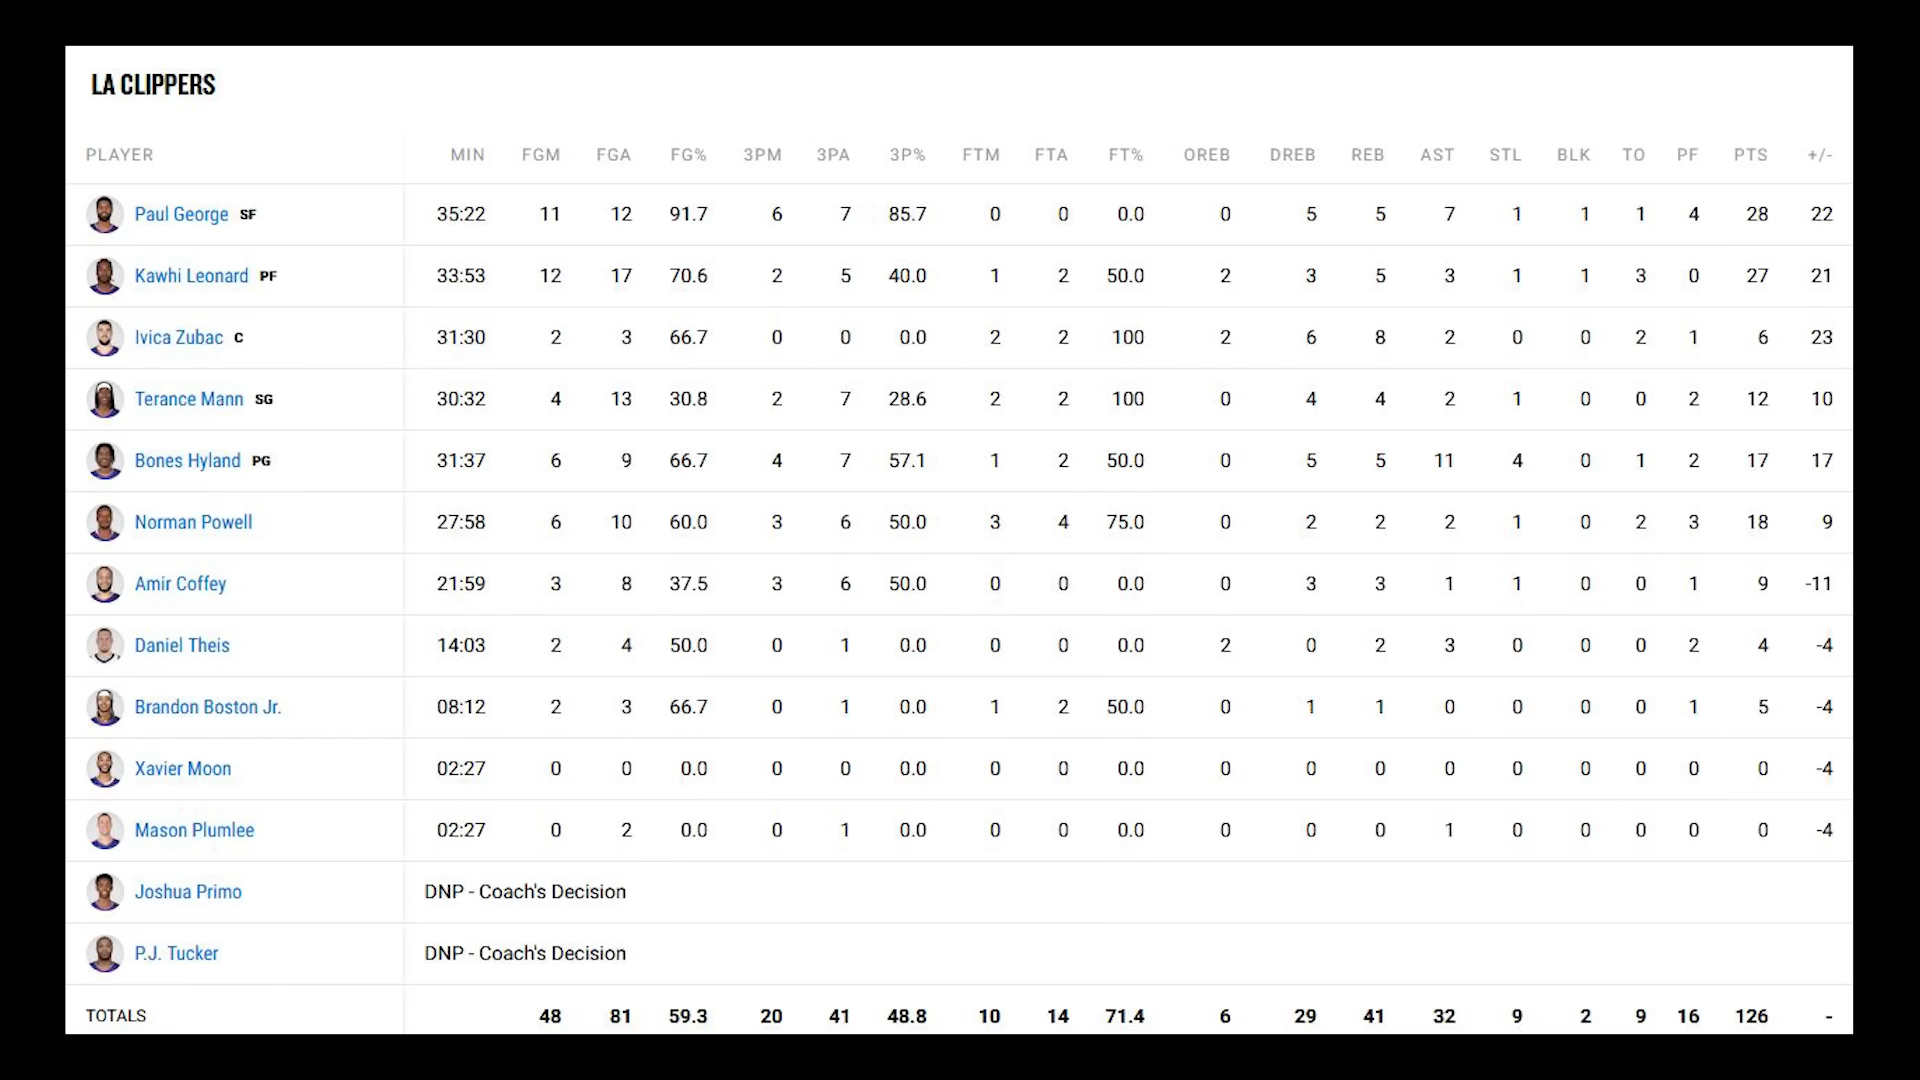 LA CLIPPERS
PLAYER MIN FGM FGA FG% 3PM 3PA 3P% FTM FTA FT% OREB DREB REB AST STL BLK TO PF PTS +/-
Paul George SF 35:22 11 12 91.7 6 7 85.7 0 0 0.0 0 5 5 7 1 1 1 4 28 22
Kawhi Leonard PF 33:53 12 17 70.6 2 5 40.0 1 2 50.0 2 3 5 3 1 1 3 0 27 21
Ivica Zubac C 31:30 2 3 66.7 0 0 0.0 2 2 100 2 6 8 2 0 0 2 1 6 23
Terance Mann SG 30:32 4 13 30.8 2 7 28.6 2 2 100 0 4 4 2 1 0 0 2 12 10
Bones Hyland PG 31:37 6 9 66.7 4 7 57.1 1 2 50.0 0 5 5 11 4 0 1 2 17 17
Norman Powell 27:58 6 10 60.0 3 6 50.0 3 4 75.0 0 2 2 2 1 0 2 3 18 9
Amir Coffey 21:59 3 8 37.5 3 6 50.0 0 0 0.0 0 3 3 1 1 0 0 1 9 -11
Daniel Theis 14:03 2 4 50.0 0 1 0.0 0 0 0.0 2 0 2 3 0 0 0 2 4 -4
Brandon Boston Jr. 08:12 2 3 66.7 0 1 0.0 1 2 50.0 0 1 1 0 0 0 0 1 5 -4
Xavier Moon 02:27 0 0 0.0 0 0 0.0 0 0 0.0 0 0 0 0 0 0 0 0 0 -4
Mason Plumlee 02:27 0 2 0.0 0 1 0.0 0 0 0.0 0 0 0 1 0 0 0 0 0 -4
Joshua Primo DNP - Coach's Decision
P.J. Tucker DNP - Coach's Decision
TOTALS 48 81 59.3 20 41 48.8 10 14 71.4 6 29 41 32 9 2 9 16 126 -